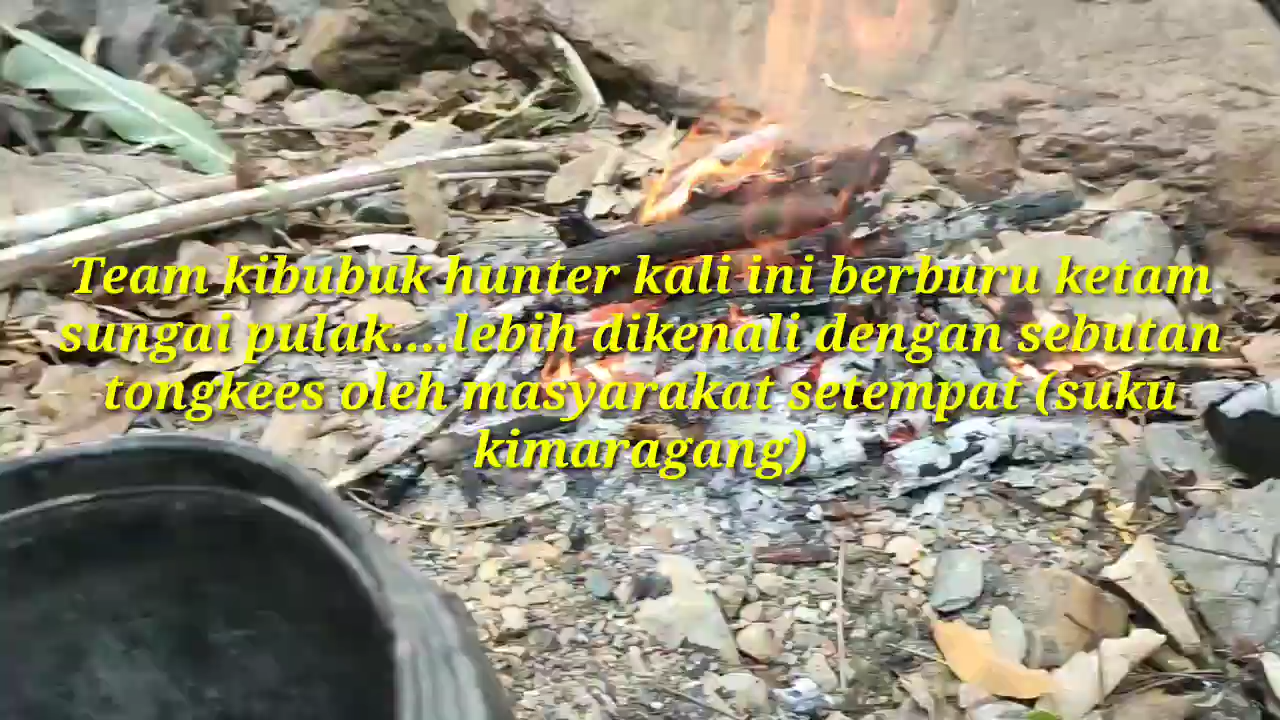 Team kibubuk hunter kali ini berburu ketam
sungai pulak....lebih dikenali dengan sebutan
tongkees oleh masyarakat setempat (suku
kimaragang)